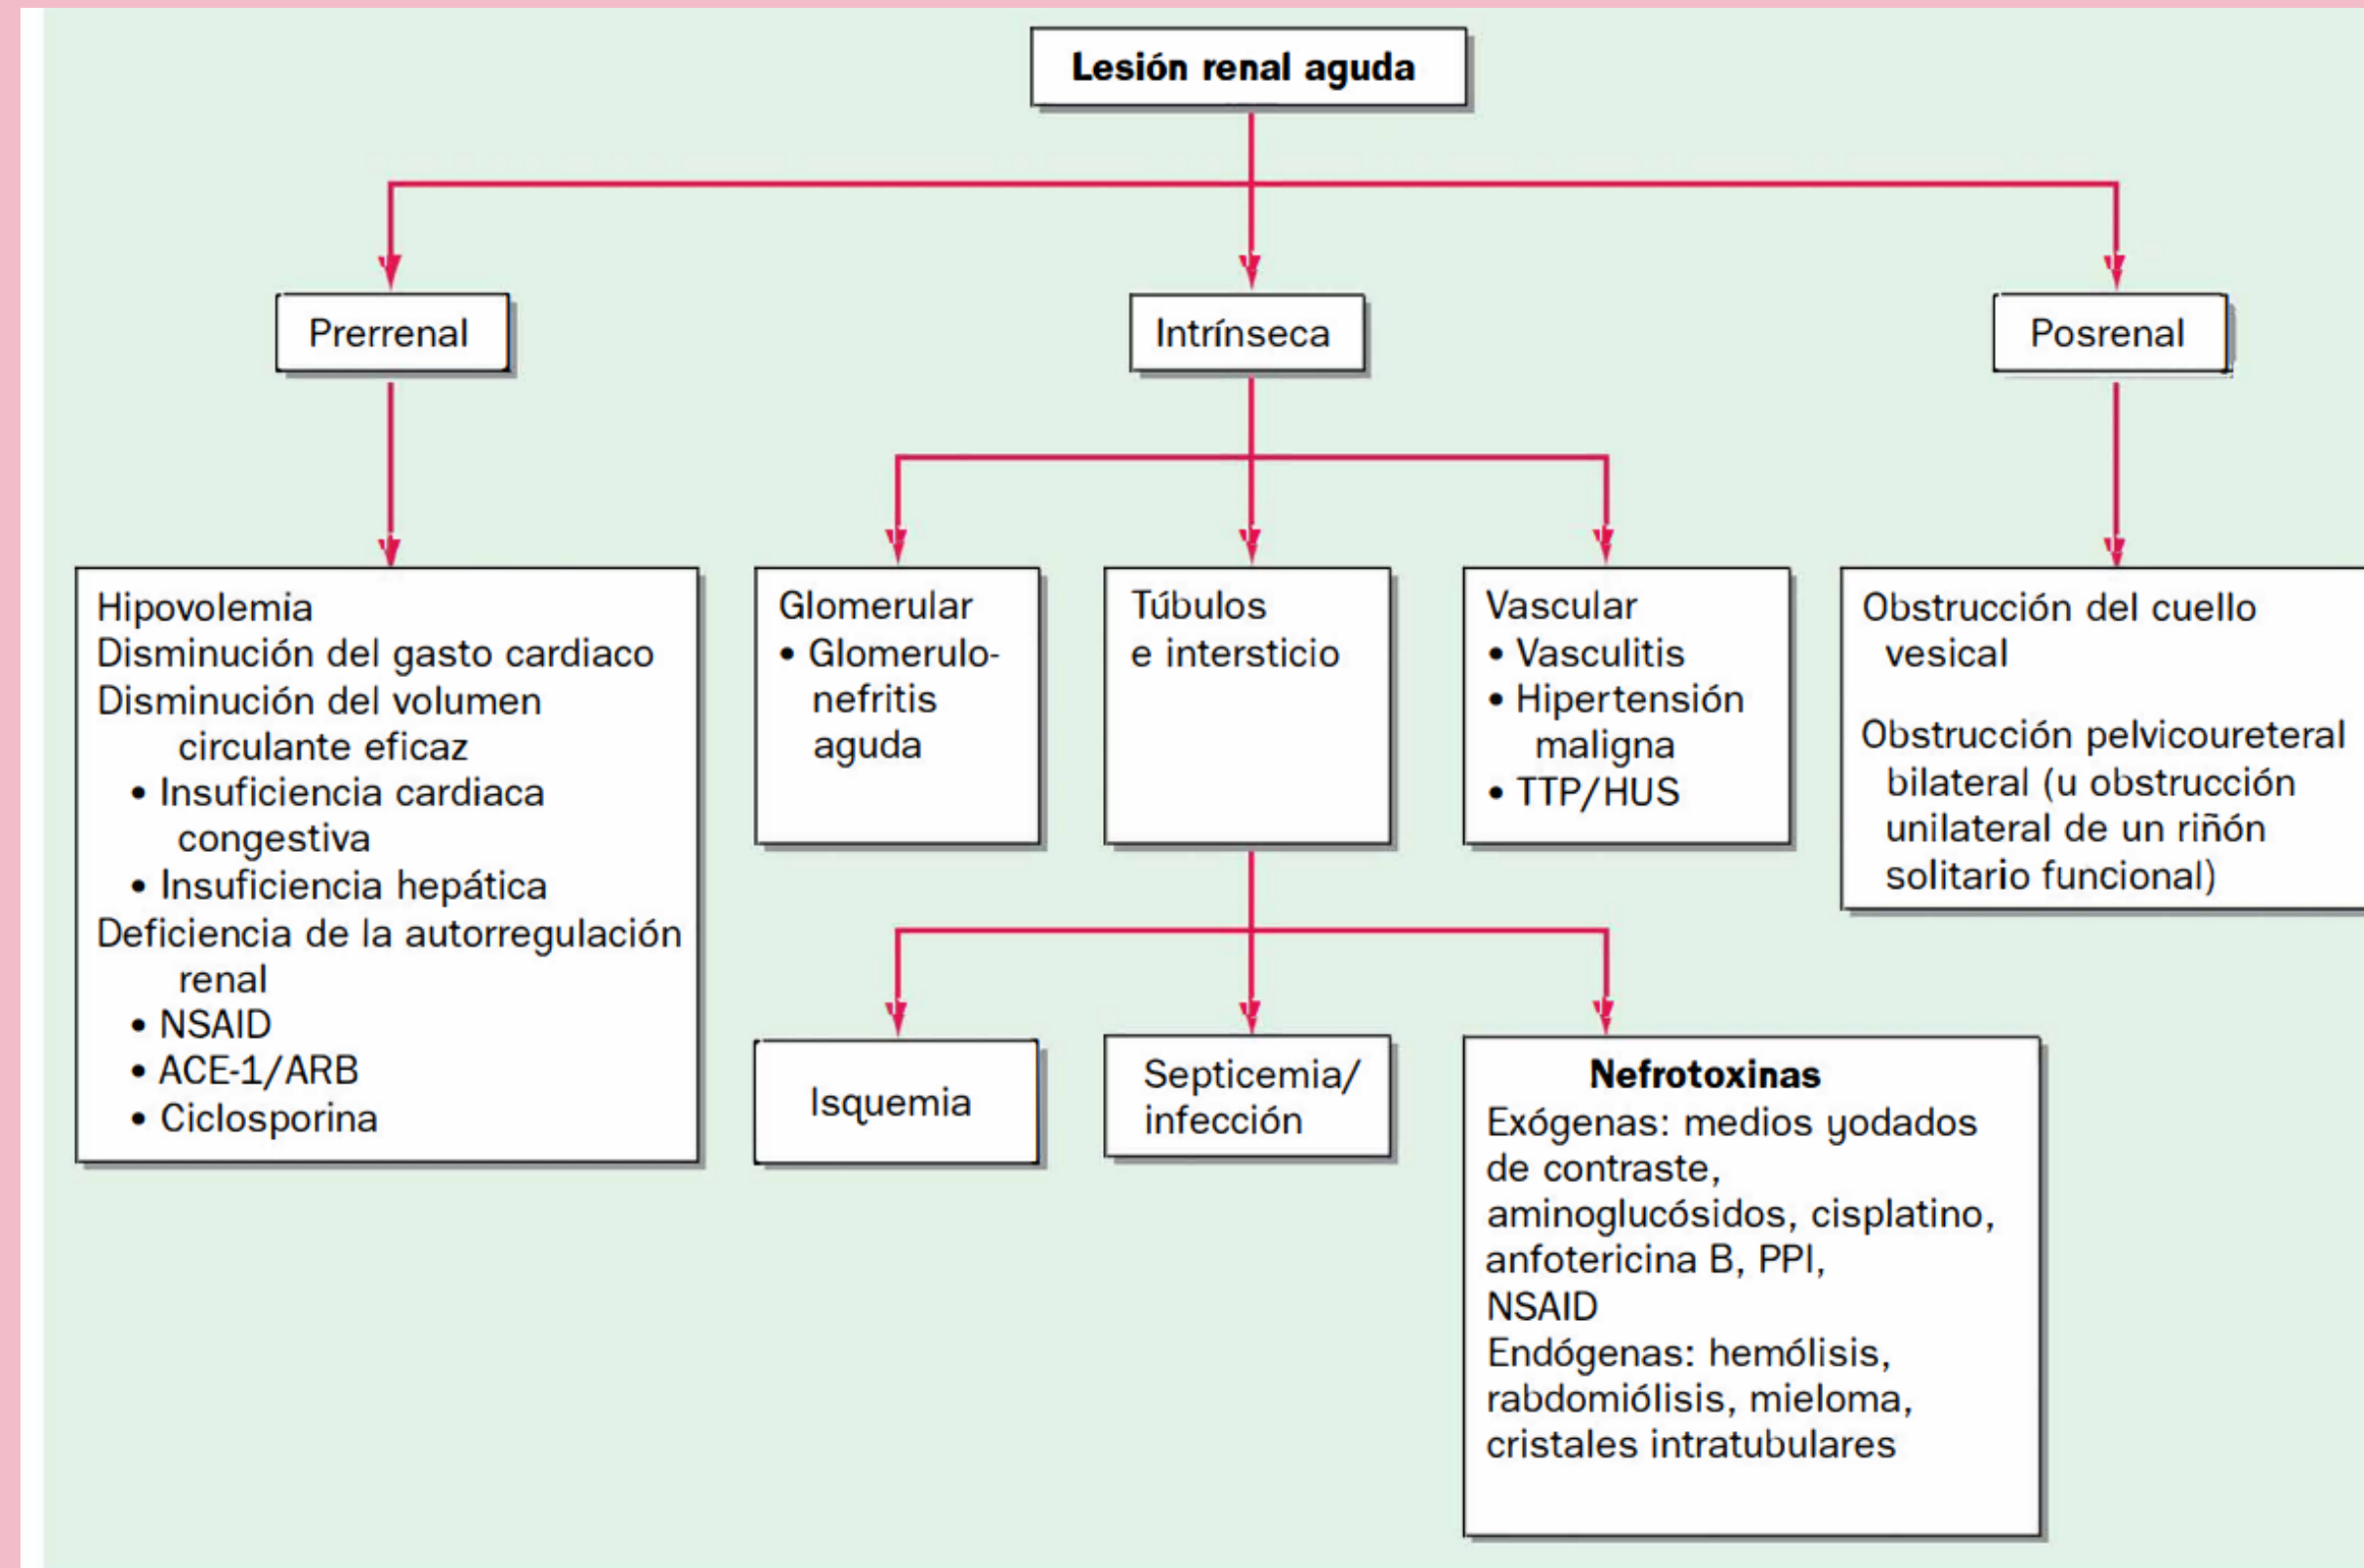 Lesión renal aguda
Prerrenal
Intrínseca
Posrenal
Hipovolemia
Disminución del gasto cardiaco
Disminución del volumen
circulante eficaz
• Insuficiencia cardiaca
congestiva
• Insuficiencia hepática
Deficiencia de la autorregulación
renal
• NSAID
• ACE-1/ARB
• Ciclosporina
Glomerular
• Glomerulo-
nefritis
aguda
Túbulos
e intersticio
Vascular
• Vasculitis
• Hipertensión
maligna
• TTP/HUS
Obstrucción del cuello
vesical
Obstrucción pelvicoureteral
bilateral (u obstrucción
unilateral de un riñón
solitario funcional)
Isquemia
Septicemia/
infección
Nefrotoxinas
Exógenas: medios yodados
de contraste,
aminoglucósidos, cisplatino,
anfotericina B, PPI,
NSAID
Endógenas: hemólisis,
rabdomiólisis, mieloma,
cristales intratubulares